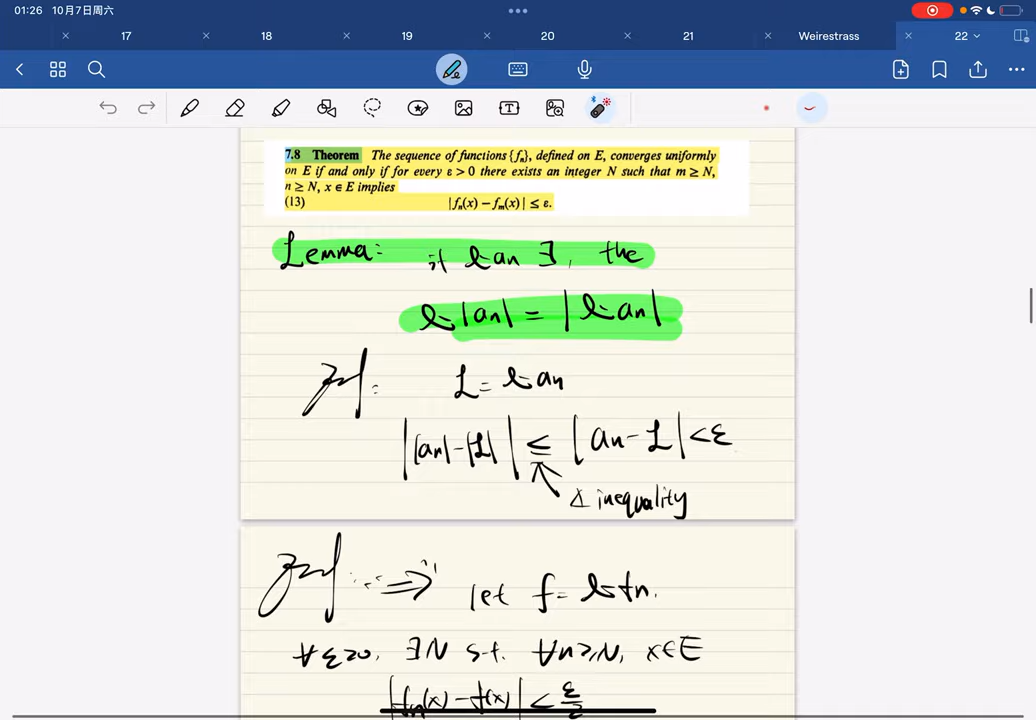 01:26 10月7日周六
17 18 19 20 21 Weirestrass 22
T
7.8 Theorem The sequence of functions {fₙ}, defined on E, converges uniformly
on E if and only if for every ε > 0 there exists an integer N such that m ≥ N,
n ≥ N, x ∈ E implies
(13) |fₙ(x) − fₘ(x)| ≤ ε.
Lemma: if lim an ∃, the
lim |an| = |lim an|
Proof: L = lim an
||an| - |L|| ≤ |an - L| < ε
Δ inequality
Proof: "⇒" let f = lim fn.
∀ε>0, ∃N s.t. ∀n≥N, x∈E
|fn(x) - f(x)| < ε/2